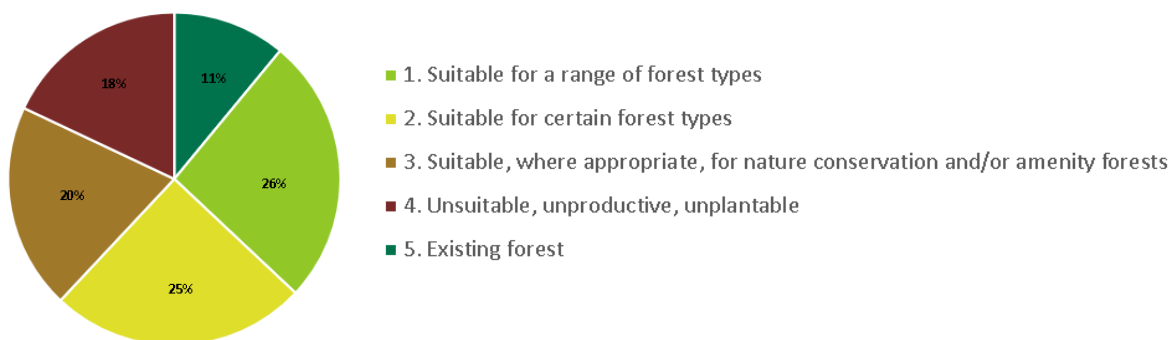 11%
26%
25%
20%
18%
1. Suitable for a range of forest types
2. Suitable for certain forest types
3. Suitable, where appropriate, for nature conservation and/or amenity forests
4. Unsuitable, unproductive, unplantable
5. Existing forest